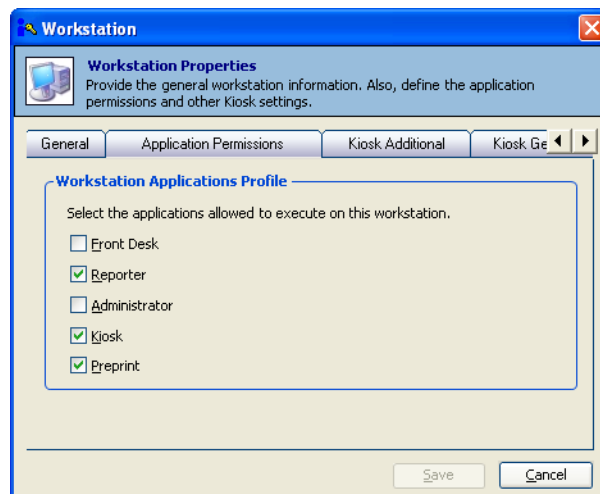 Workstation
Workstation Properties
Provide the general workstation information. Also, define the application
permissions and other Kiosk settings.
General Application Permissions Kiosk Additional Kiosk Ge
Workstation Applications Profile
Select the applications allowed to execute on this workstation.
Front Desk
Reporter
Administrator
Kiosk
Preprint
Save Cancel